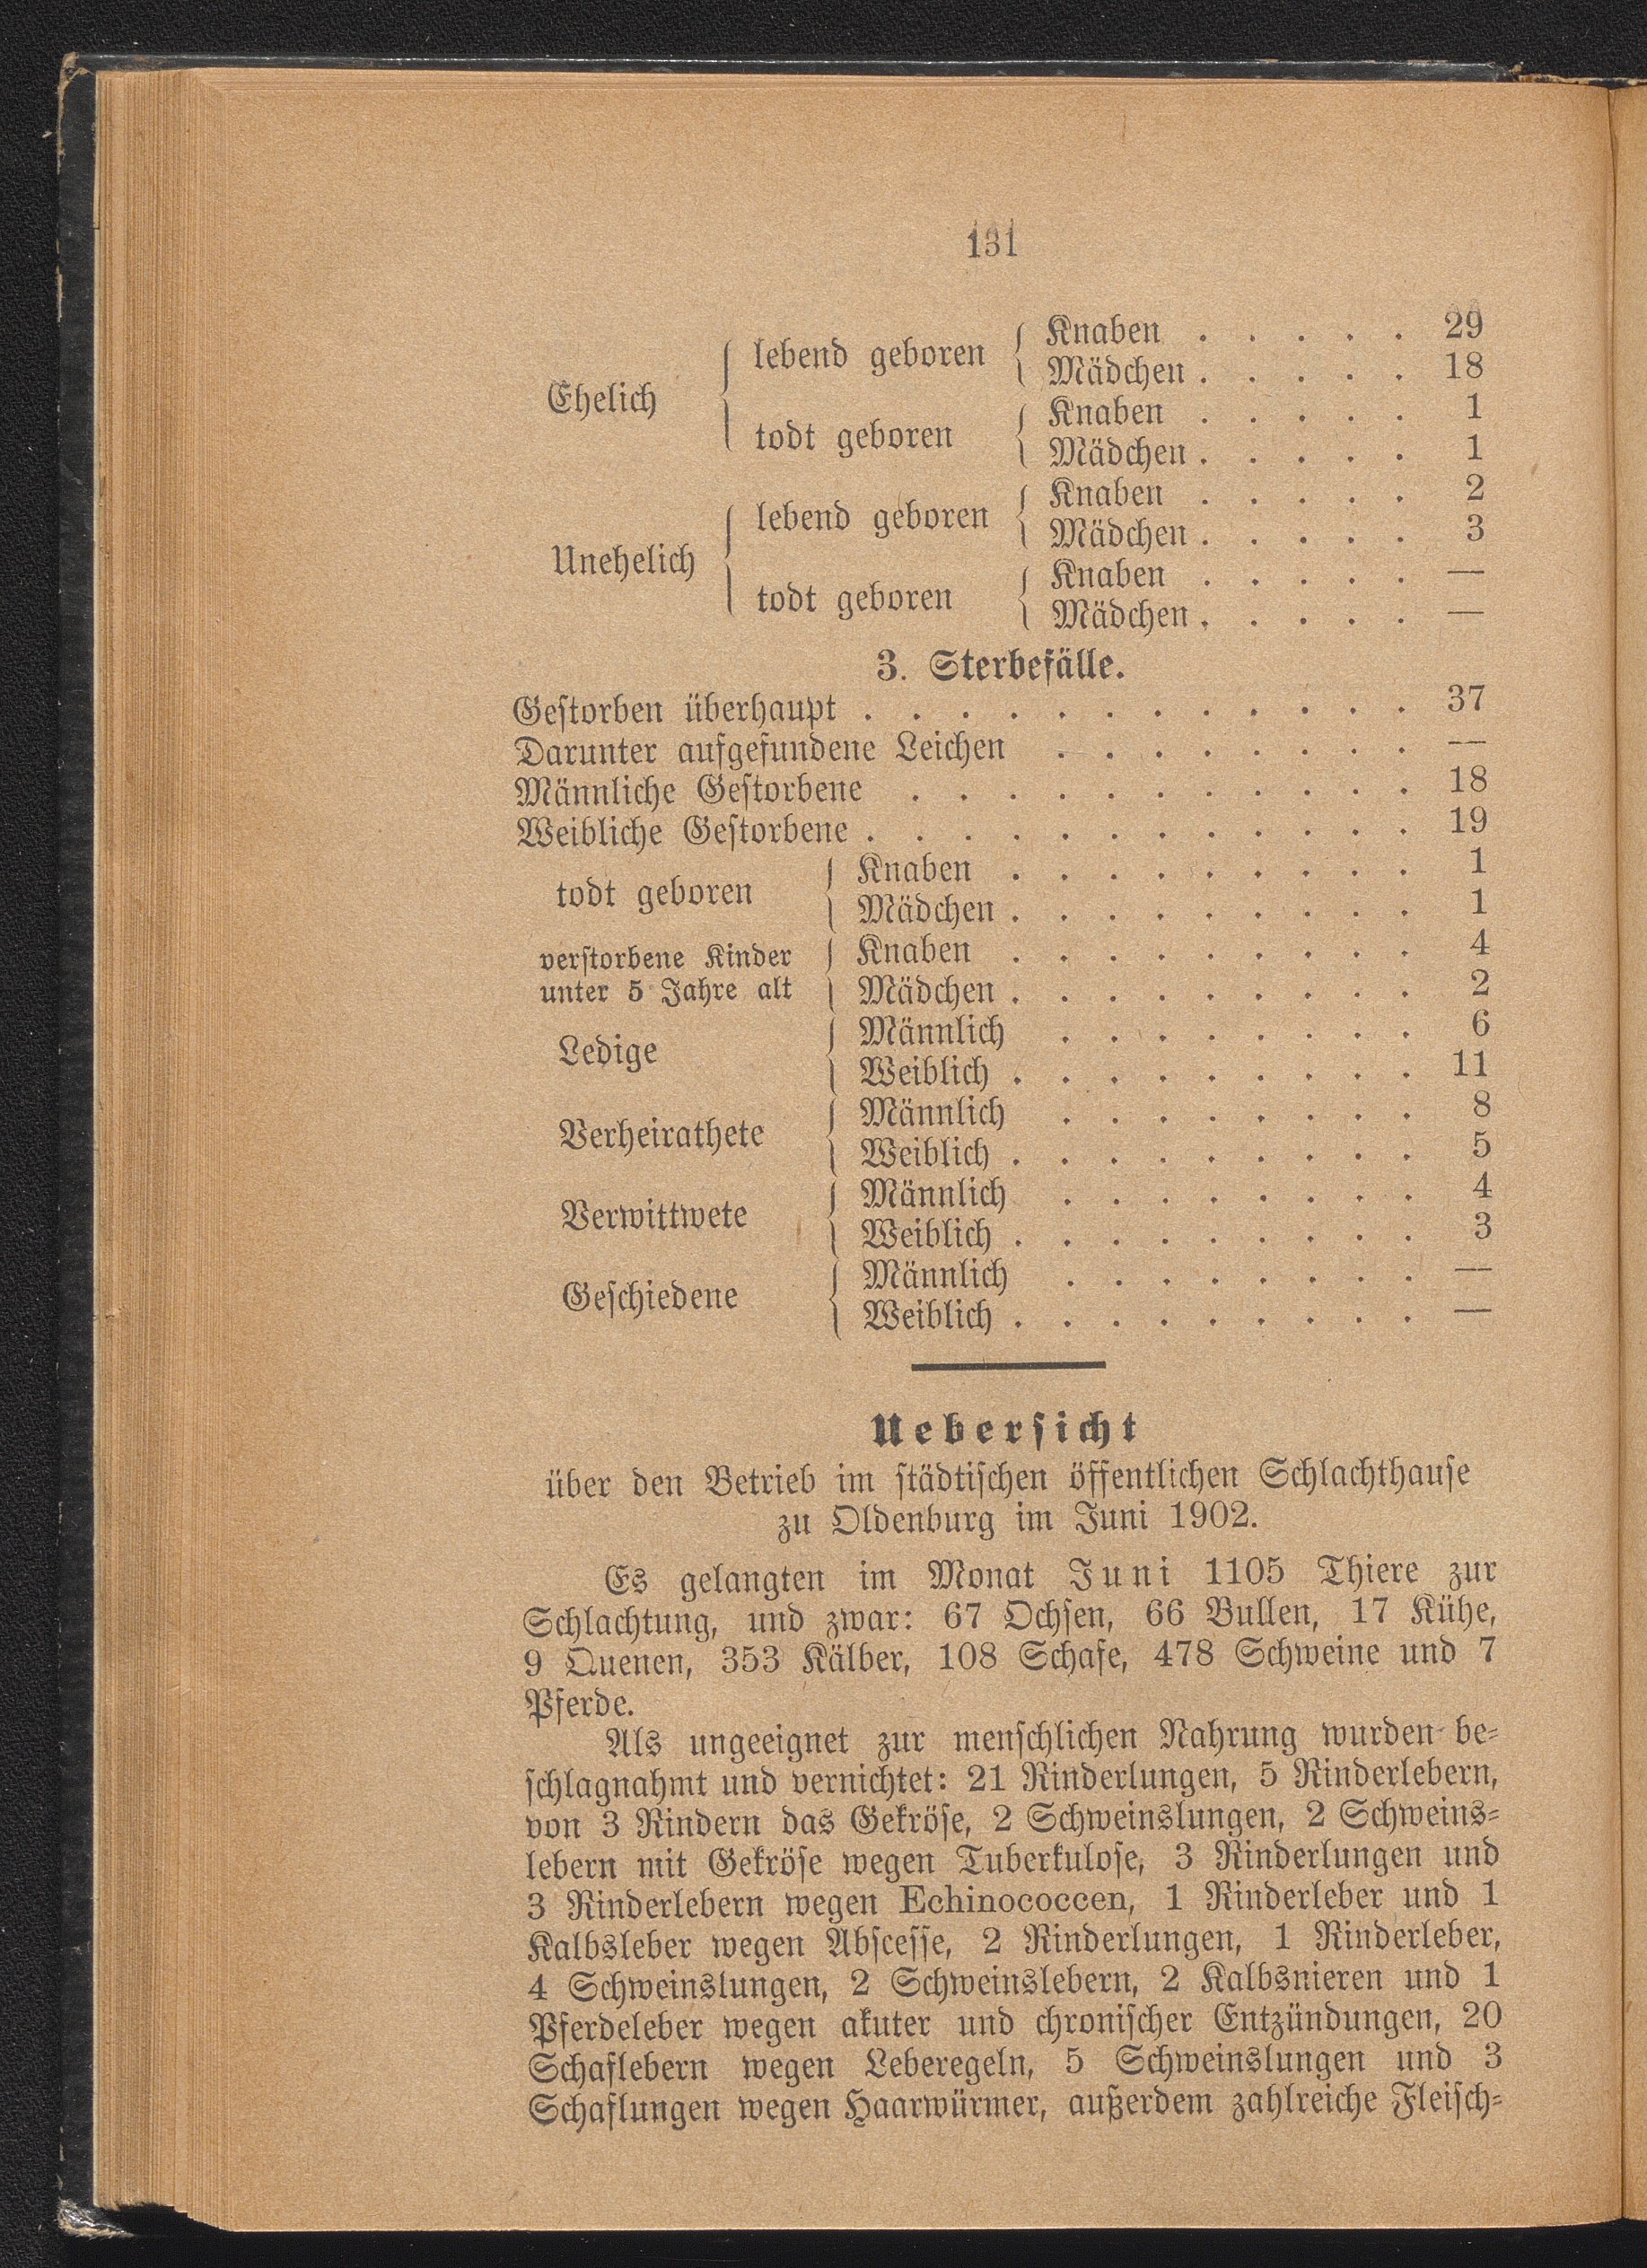 131
Ehelich
lebend geboren
Knaben . . . . . 29
Mädchen . . . . . 18
todt geboren
Knaben . . . . . 1
Mädchen . . . . . 1
Unehelich
lebend geboren
Knaben . . . . . 2
Mädchen . . . . . 3
todt geboren
Knaben . . . . . —
Mädchen . . . . . —
3. Sterbefälle.
Gestorben überhaupt . . . . . . . . . . . . 37
Darunter aufgefundene Leichen . . . . . . . . —
Männliche Gestorbene . . . . . . . . . . . 18
Weibliche Gestorbene . . . . . . . . . . . . 19
todt geboren
Knaben . . . . . . . . . 1
Mädchen . . . . . . . . . 1
verstorbene Kinder
unter 5 Jahre alt
Knaben . . . . . . . . . 4
Mädchen . . . . . . . . . 2
Ledige
Männlich . . . . . . . . 6
Weiblich . . . . . . . . . 11
Verheirathete
Männlich . . . . . . . . 8
Weiblich . . . . . . . . . 5
Verwittwete
Männlich . . . . . . . . 4
Weiblich . . . . . . . . . 3
Geschiedene
Männlich . . . . . . . . —
Weiblich . . . . . . . . . —
Uebersicht
über den Betrieb im städtischen öffentlichen Schlachthause
zu Oldenburg im Juni 1902.
Es gelangten im Monat Juni 1105 Thiere zur
Schlachtung, und zwar: 67 Ochsen, 66 Bullen, 17 Kühe,
9 Quenen, 353 Kälber, 108 Schafe, 478 Schweine und 7
Pferde.
Als ungeeignet zur menschlichen Nahrung wurden be-
schlagnahmt und vernichtet: 21 Rinderlungen, 5 Rinderlebern,
von 3 Rindern das Gekröse, 2 Schweinslungen, 2 Schweins-
lebern mit Gekröse wegen Tuberkulose, 3 Rinderlungen und
3 Rinderlebern wegen Echinococcen, 1 Rinderleber und 1
Kalbsleber wegen Abscesse, 2 Rinderlungen, 1 Rinderleber,
4 Schweinslungen, 2 Schweinslebern, 2 Kalbsnieren und 1
Pferdeleber wegen akuter und chronischer Entzündungen, 20
Schaflebern wegen Leberegeln, 5 Schweinslungen und 3
Schaflungen wegen Haarwürmer, außerdem zahlreiche Fleisch-